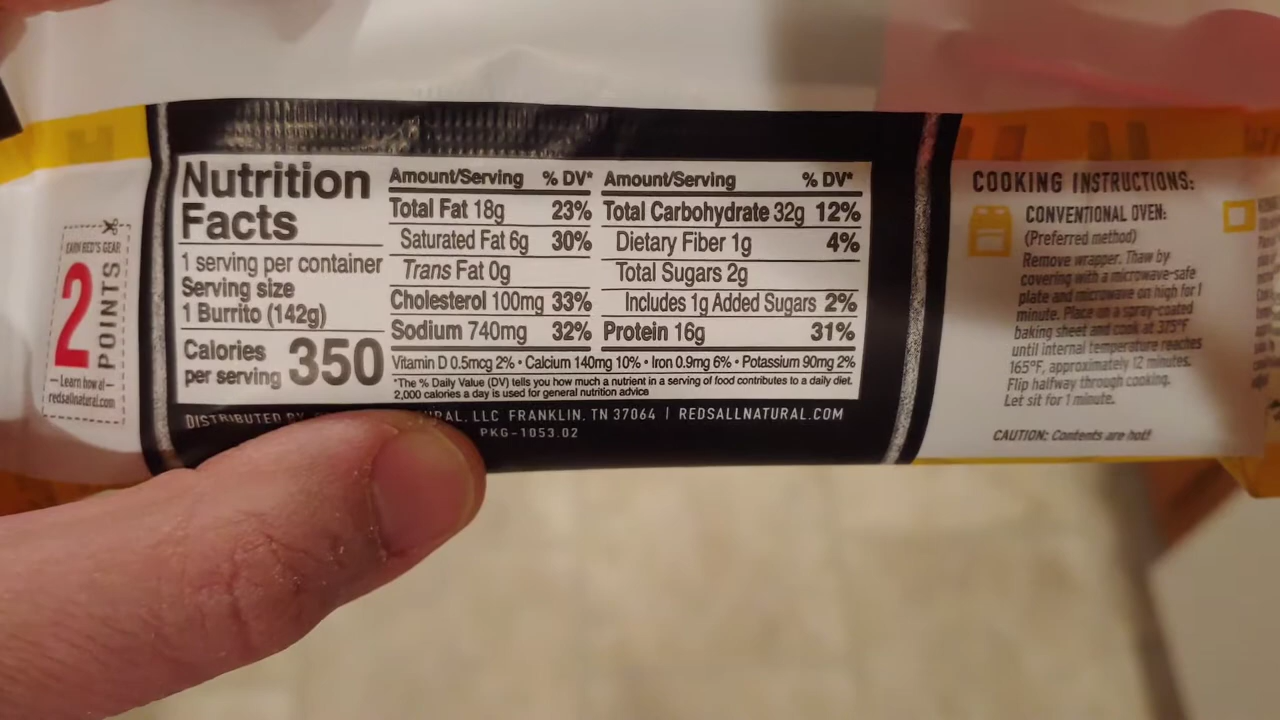 EARN RED'S GEAR
2
POINTS
Learn how at
redsallnatural.com
Nutrition
Facts
1 serving per container
Serving size
1 Burrito (142g)
Calories
per serving 350
Amount/Serving % DV*
Total Fat 18g 23%
Saturated Fat 6g 30%
Trans Fat 0g
Cholesterol 100mg 33%
Sodium 740mg 32%
Amount/Serving % DV*
Total Carbohydrate 32g 12%
Dietary Fiber 1g 4%
Total Sugars 2g
Includes 1g Added Sugars 2%
Protein 16g 31%
Vitamin D 0.5mcg 2% • Calcium 140mg 10% • Iron 0.9mg 6% • Potassium 90mg 2%
*The % Daily Value (DV) tells you how much a nutrient in a serving of food contributes to a daily diet.
2,000 calories a day is used for general nutrition advice
DISTRIBUTED BY LLC FRANKLIN, TN 37064 | REDSALLNATURAL.COM
PKG-1053.02
COOKING INSTRUCTIONS:
CONVENTIONAL OVEN:
(Preferred method)
Remove wrapper. Thaw by
covering with a microwave-safe
plate and microwave on high for 1
minute. Place on a spray-coated
baking sheet and cook at 375°F
until internal temperature reaches
165°F, approximately 12 minutes.
Flip halfway through cooking.
Let sit for 1 minute.
CAUTION: Contents are hot!